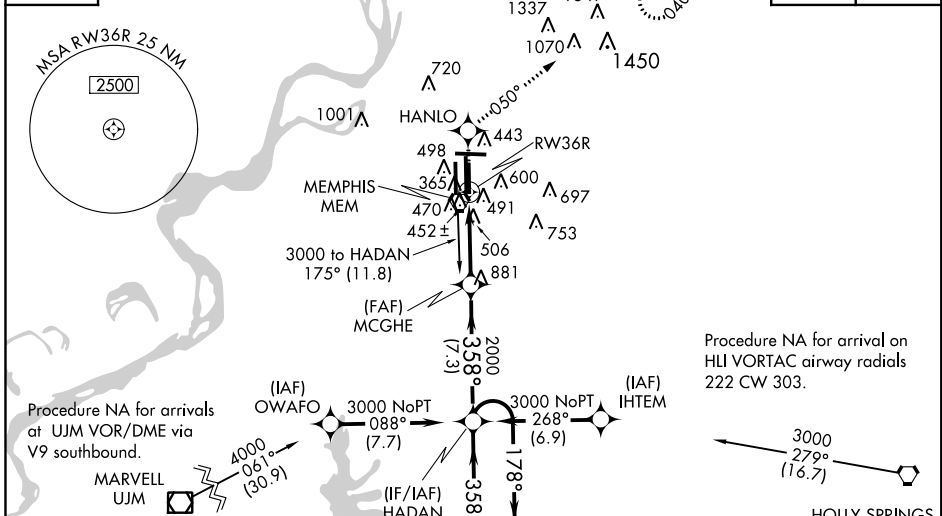 MSA RW36R 25 NM
2500
1337
1070
1450
040
720
1001
050°
HANLO
443
RW36R
498
365
600
697
MEMPHIS
MEM
470
491
452 ±
753
506
3000 to HADAN
175° (11.8)
881
(FAF)
MCGHE
2000
358°
(7.3)
Procedure NA for arrival on
HLI VORTAC airway radials
222 CW 303.
(IAF)
OWAFO
(IAF)
IHTEM
Procedure NA for arrivals
at UJM VOR/DME via
V9 southbound.
3000 NoPT
088°
(7.7)
3000 NoPT
268°
(6.9)
4000
061°
(30.9)
3000
279°
(16.7)
MARVELL
UJM
178°
358
(IF/IAF)
HADAN
HOLLY SPRINGS